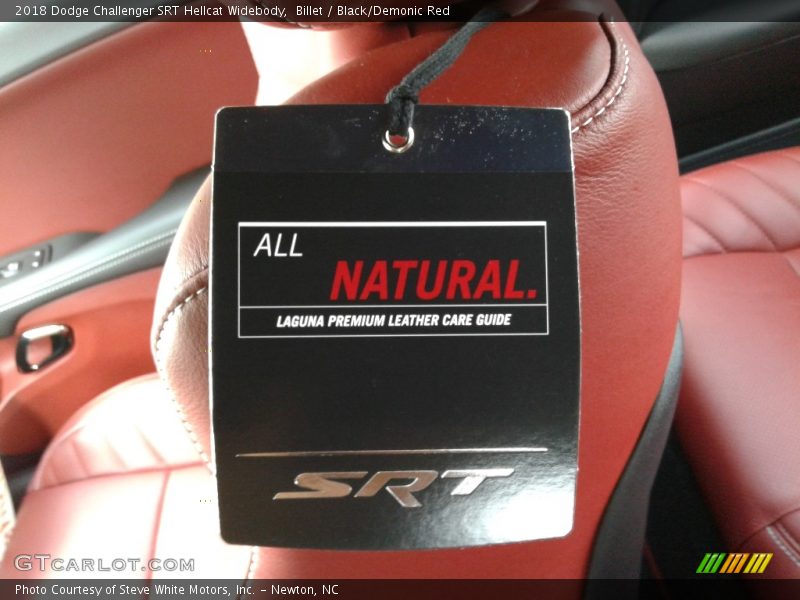 2018 Dodge Challenger SRT Hellcat Widebody,  Billet / Black/Demonic Red
ALL
NATURAL.
LAGUNA PREMIUM LEATHER CARE GUIDE
SRT
GTCARLOT.COM
Photo Courtesy of Steve White Motors, Inc. – Newton, NC